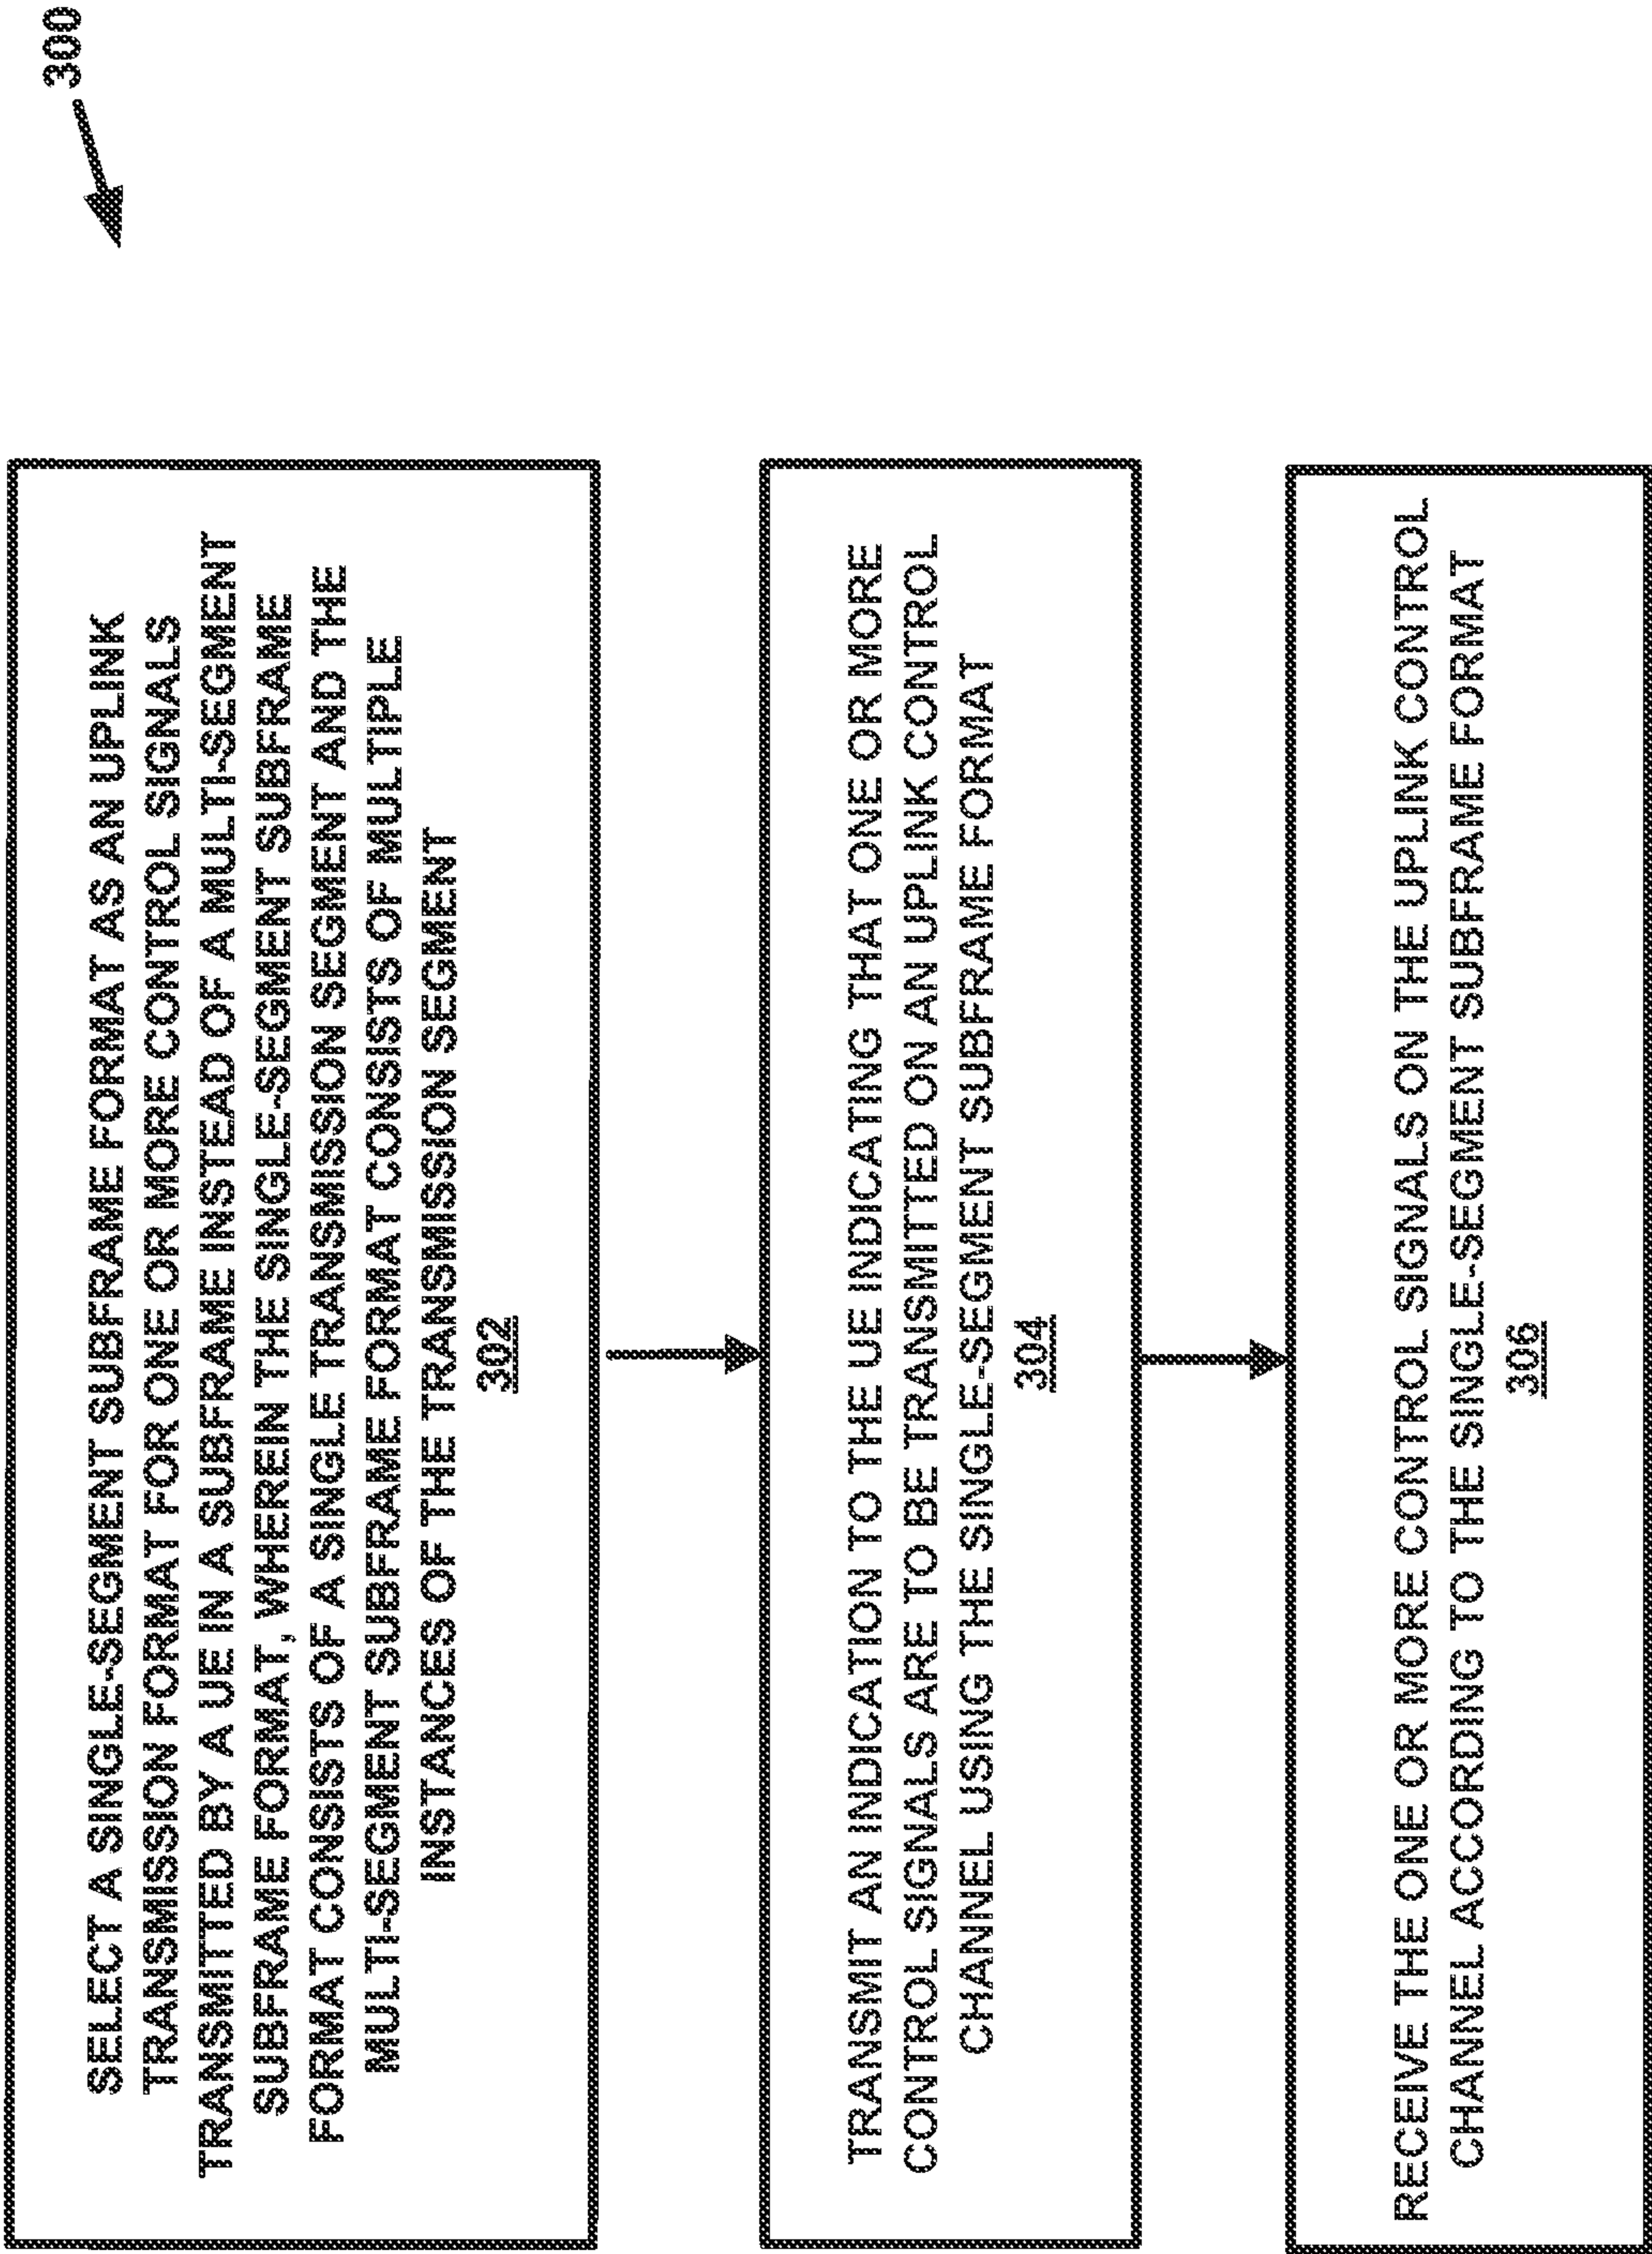 300
SELECT A SINGLE-SEGMENT SUBFRAME FORMAT AS AN UPLINK
TRANSMISSION FORMAT FOR ONE OR MORE CONTROL SIGNALS
TRANSMITTED BY A UE IN A SUBFRAME INSTEAD OF A MULTI-SEGMENT
SUBFRAME FORMAT, WHEREIN THE SINGLE-SEGMENT SUBFRAME
FORMAT CONSISTS OF A SINGLE TRANSMISSION SEGMENT AND THE
MULTI-SEGMENT SUBFRAME FORMAT CONSISTS OF MULTIPLE
INSTANCES OF THE TRANSMISSION SEGMENT
302
TRANSMIT AN INDICATION TO THE UE INDICATING THAT ONE OR MORE
CONTROL SIGNALS ARE TO BE TRANSMITTED ON AN UPLINK CONTROL
CHANNEL USING THE SINGLE-SEGMENT SUBFRAME FORMAT
304
RECEIVE THE ONE OR MORE CONTROL SIGNALS ON THE UPLINK CONTROL
CHANNEL ACCORDING TO THE SINGLE-SEGMENT SUBFRAME FORMAT
306